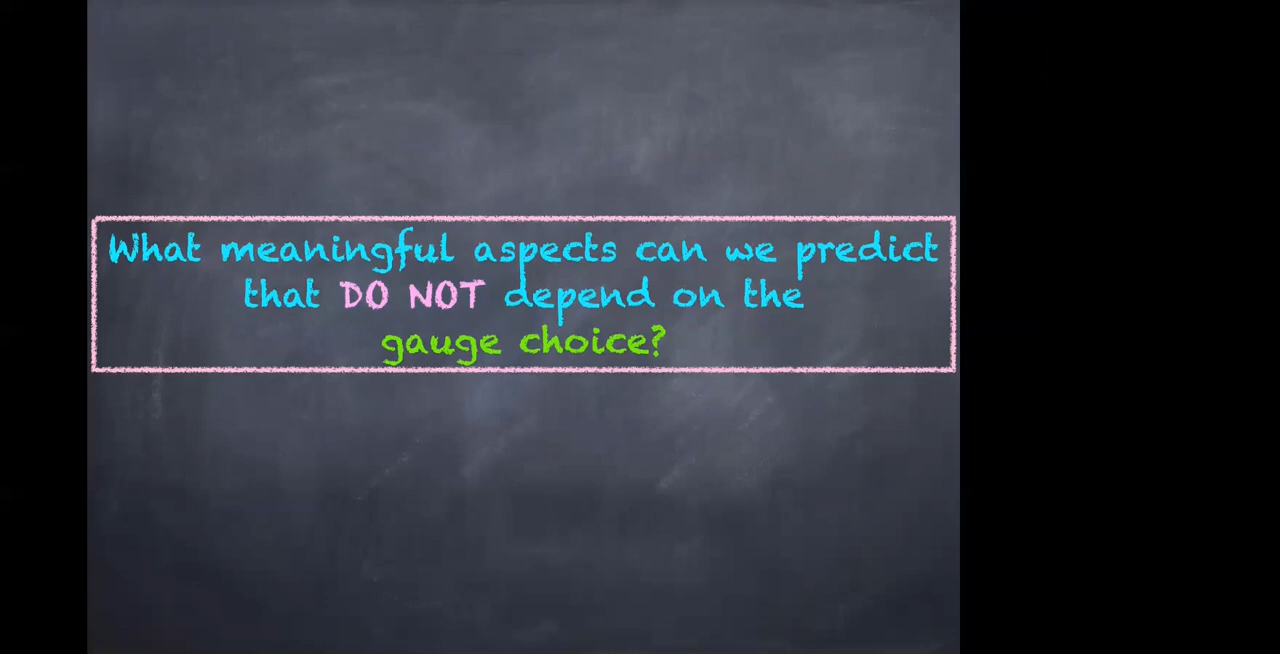 What meaningful aspects can we predict
that DO NOT depend on the
gauge choice?